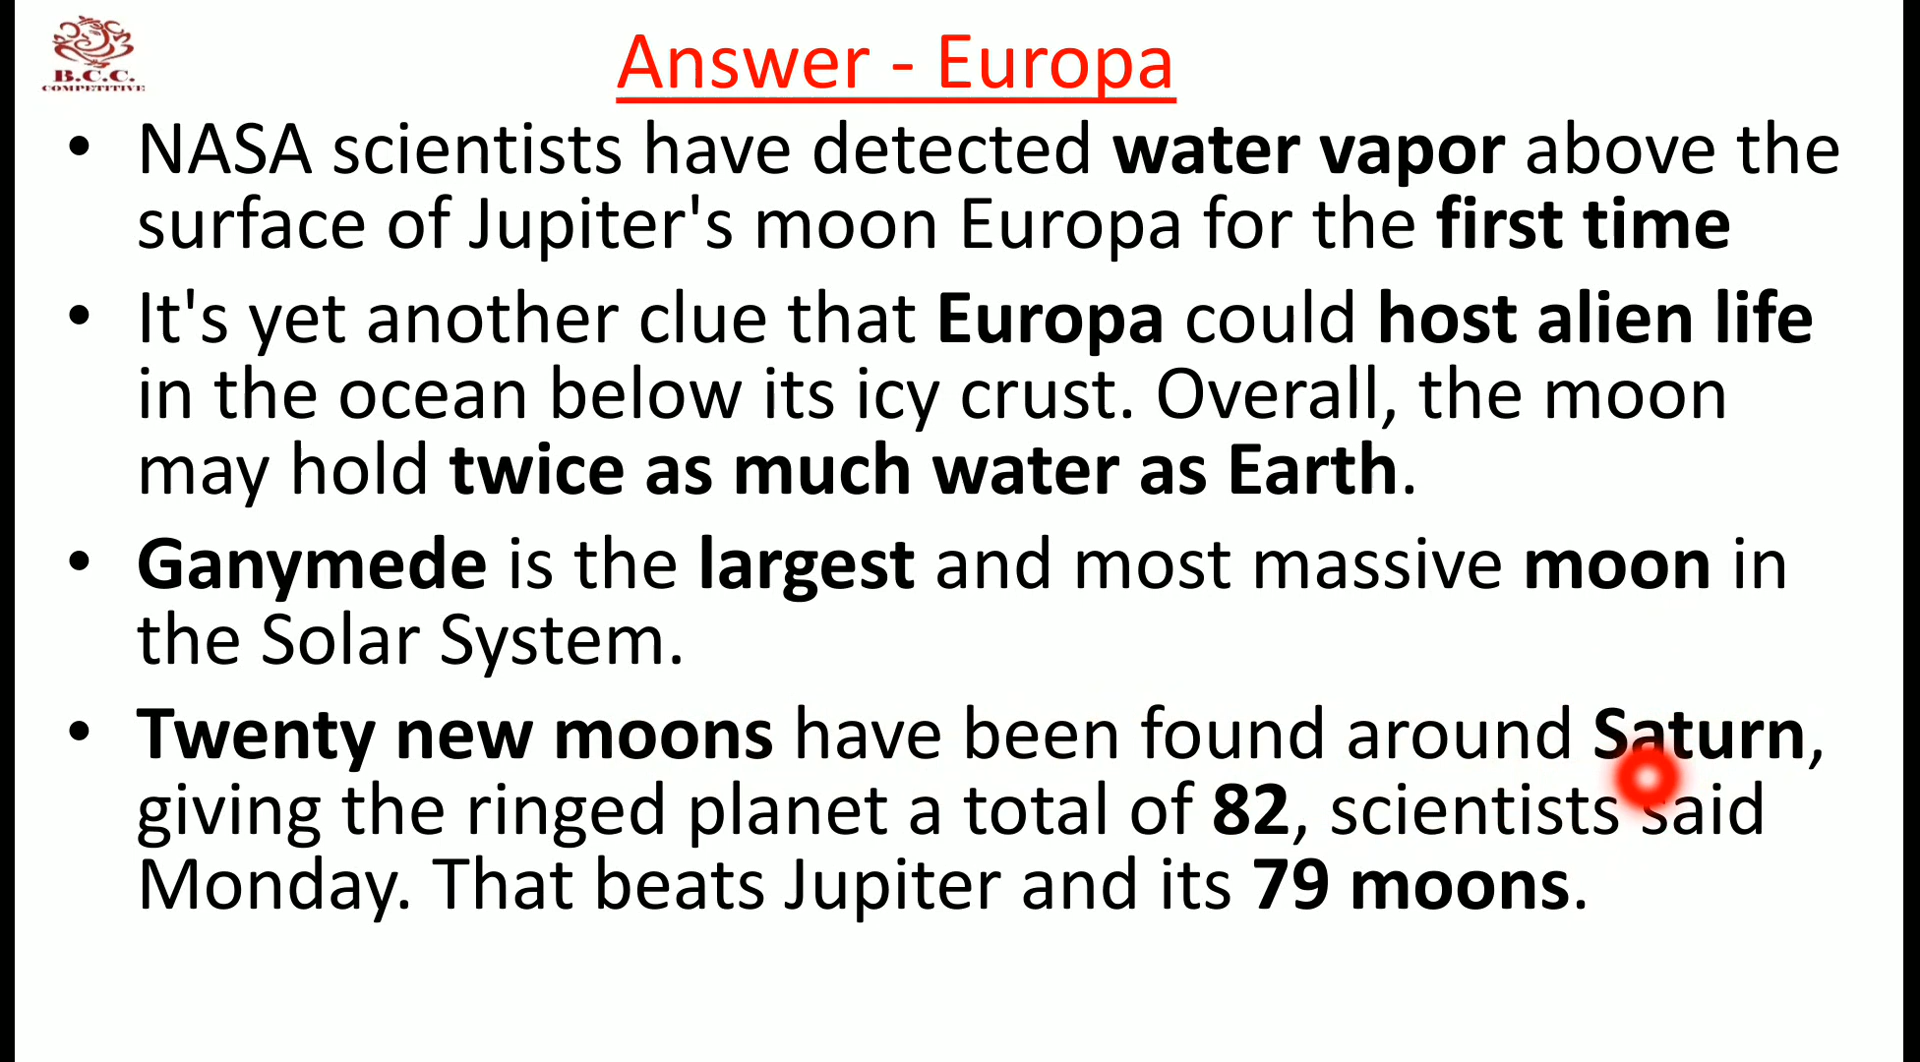 B.C.C.
COMPETITIVE
Answer - Europa
• NASA scientists have detected water vapor above the
surface of Jupiter's moon Europa for the first time
• It's yet another clue that Europa could host alien life
in the ocean below its icy crust. Overall, the moon
may hold twice as much water as Earth.
• Ganymede is the largest and most massive moon in
the Solar System.
• Twenty new moons have been found around Saturn,
giving the ringed planet a total of 82, scientists said
Monday. That beats Jupiter and its 79 moons.